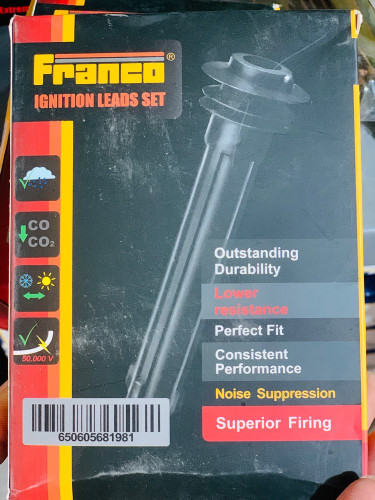 Extrem
Franco®
IGNITION LEADS SET
CO
CO₂
50.000 V
Outstanding
Durability
Lower
resistance
Perfect Fit
Consistent
Performance
Noise Suppression
Superior Firing
650605681981